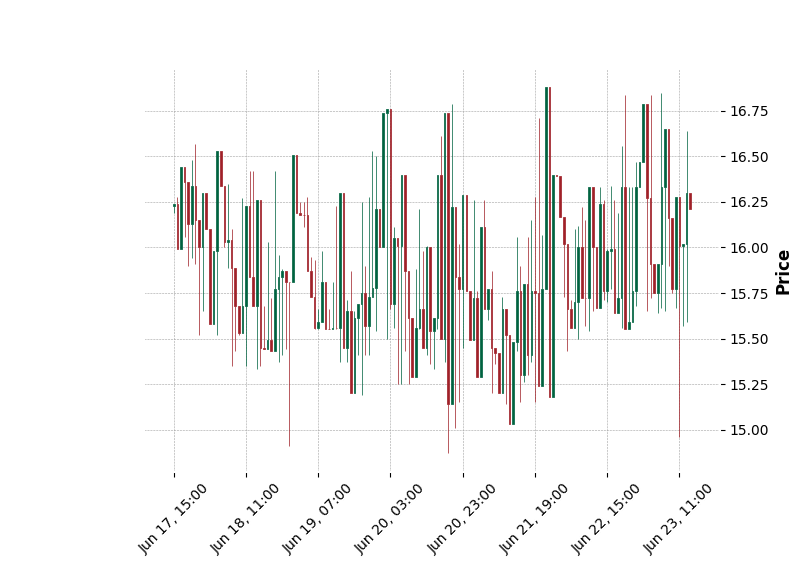 16.75
16.50
16.25
16.00
15.75
15.50
15.25
15.00
Price
Jun 17, 15:00
Jun 18, 11:00
Jun 19, 07:00
Jun 20, 03:00
Jun 20, 23:00
Jun 21, 19:00
Jun 22, 15:00
Jun 23, 11:00